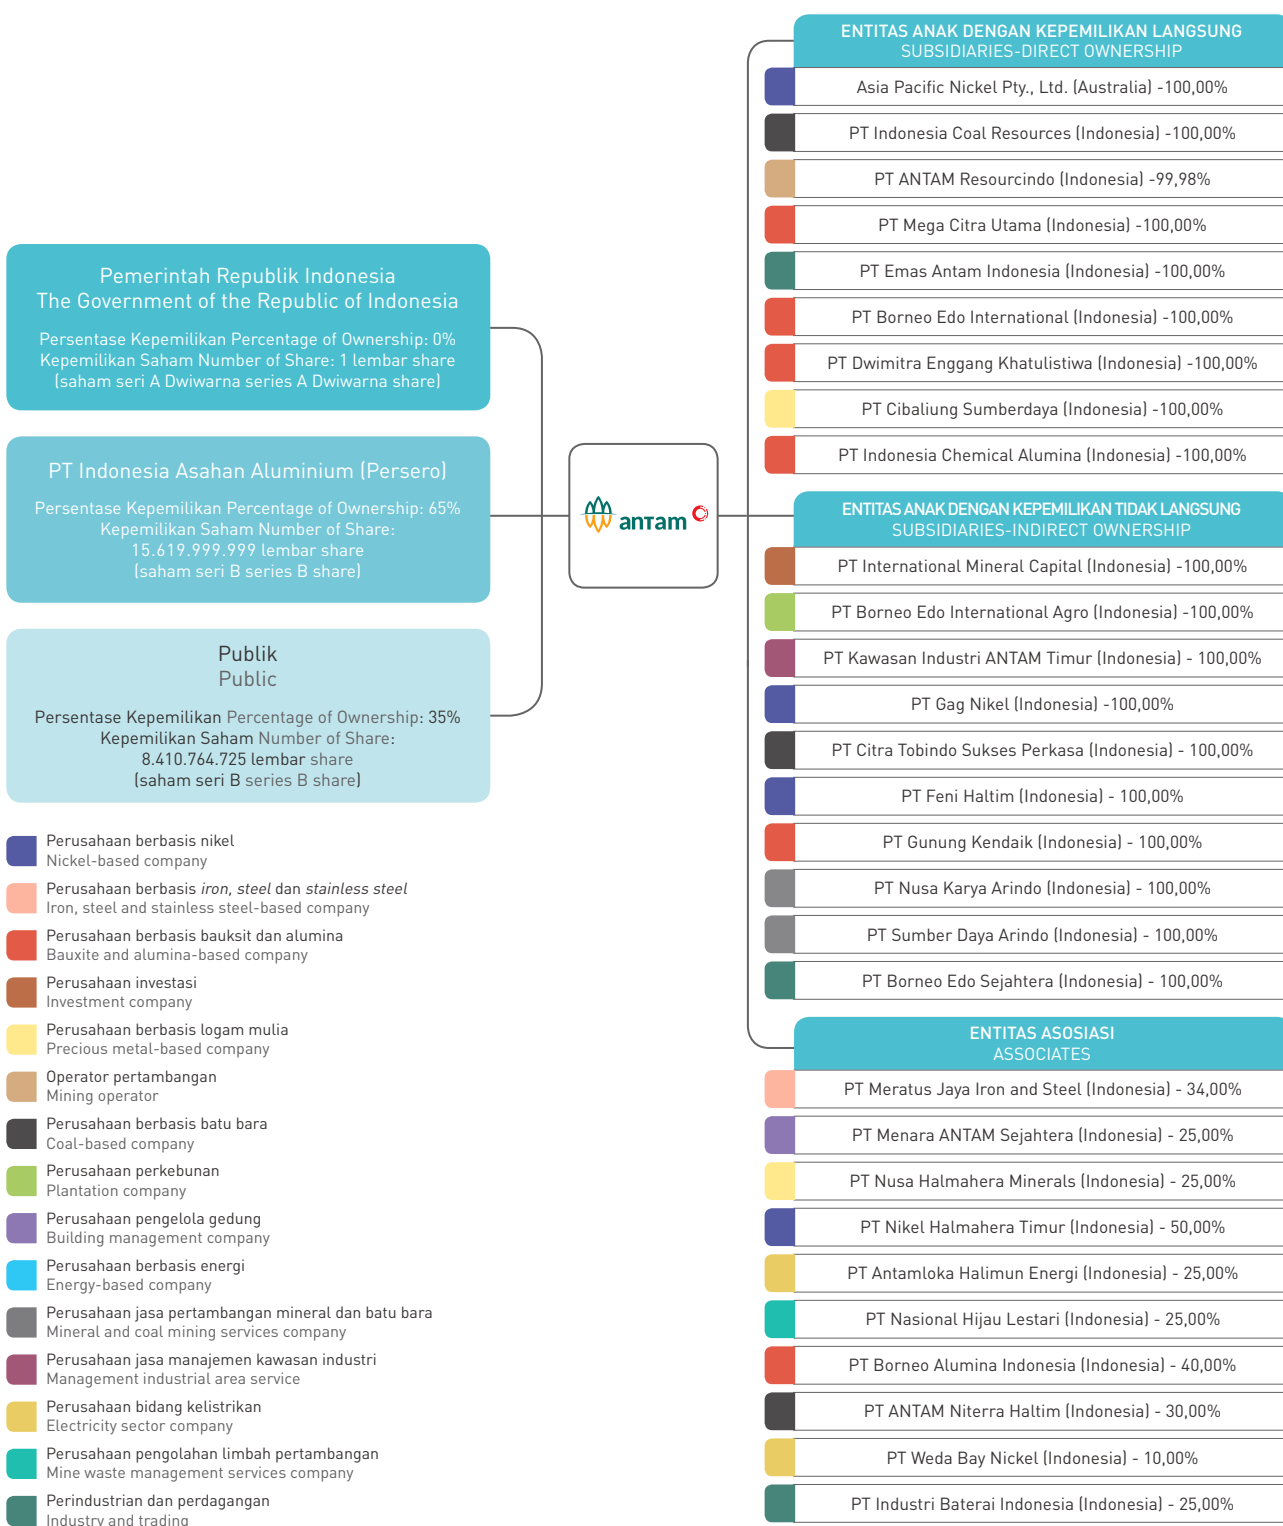 Pemerintah Republik Indonesia
The Government of the Republic of Indonesia
Persentase Kepemilikan Percentage of Ownership: 0%
Kepemilikan Saham Number of Share: 1 lembar share
(saham seri A Dwiwarna series A Dwiwarna share)
PT Indonesia Asahan Aluminium (Persero)
Persentase Kepemilikan Percentage of Ownership: 65%
Kepemilikan Saham Number of Share:
15.619.999.999 lembar share
(saham seri B series B share)
Publik
Public
Persentase Kepemilikan Percentage of Ownership: 35%
Kepemilikan Saham Number of Share:
8.410.764.725 lembar share
(saham seri B series B share)
Perusahaan berbasis nikel
Nickel-based company
Perusahaan berbasis iron, steel dan stainless steel
Iron, steel and stainless steel-based company
Perusahaan berbasis bauksit dan alumina
Bauxite and alumina-based company
Perusahaan investasi
Investment company
Perusahaan berbasis logam mulia
Precious metal-based company
Operator pertambangan
Mining operator
Perusahaan berbasis batu bara
Coal-based company
Perusahaan perkebunan
Plantation company
Perusahaan pengelola gedung
Building management company
Perusahaan berbasis energi
Energy-based company
Perusahaan jasa pertambangan mineral dan batu bara
Mineral and coal mining services company
Perusahaan jasa manajemen kawasan industri
Management industrial area service
Perusahaan bidang kelistrikan
Electricity sector company
Perusahaan pengolahan limbah pertambangan
Mine waste management services company
Perindustrian dan perdagangan
Industry and trading
antam
ENTITAS ANAK DENGAN KEPEMILIKAN LANGSUNG
SUBSIDIARIES-DIRECT OWNERSHIP
Asia Pacific Nickel Pty., Ltd. (Australia) -100,00%
PT Indonesia Coal Resources (Indonesia) -100,00%
PT ANTAM Resourcindo (Indonesia) -99,98%
PT Mega Citra Utama (Indonesia) -100,00%
PT Emas Antam Indonesia (Indonesia) -100,00%
PT Borneo Edo International (Indonesia) -100,00%
PT Dwimitra Enggang Khatulistiwa (Indonesia) -100,00%
PT Cibaliung Sumberdaya (Indonesia) -100,00%
PT Indonesia Chemical Alumina (Indonesia) -100,00%
ENTITAS ANAK DENGAN KEPEMILIKAN TIDAK LANGSUNG
SUBSIDIARIES-INDIRECT OWNERSHIP
PT International Mineral Capital (Indonesia) -100,00%
PT Borneo Edo International Agro (Indonesia) -100,00%
PT Kawasan Industri ANTAM Timur (Indonesia) - 100,00%
PT Gag Nikel (Indonesia) -100,00%
PT Citra Tobindo Sukses Perkasa (Indonesia) - 100,00%
PT Feni Haltim (Indonesia) - 100,00%
PT Gunung Kendaik (Indonesia) - 100,00%
PT Nusa Karya Arindo (Indonesia) - 100,00%
PT Sumber Daya Arindo (Indonesia) - 100,00%
PT Borneo Edo Sejahtera (Indonesia) - 100,00%
ENTITAS ASOSIASI
ASSOCIATES
PT Meratus Jaya Iron and Steel (Indonesia) - 34,00%
PT Menara ANTAM Sejahtera (Indonesia) - 25,00%
PT Nusa Halmahera Minerals (Indonesia) - 25,00%
PT Nikel Halmahera Timur (Indonesia) - 50,00%
PT Antamloka Halimun Energi (Indonesia) - 25,00%
PT Nasional Hijau Lestari (Indonesia) - 25,00%
PT Borneo Alumina Indonesia (Indonesia) - 40,00%
PT ANTAM Niterra Haltim (Indonesia) - 30,00%
PT Weda Bay Nickel (Indonesia) - 10,00%
PT Industri Baterai Indonesia (Indonesia) - 25,00%